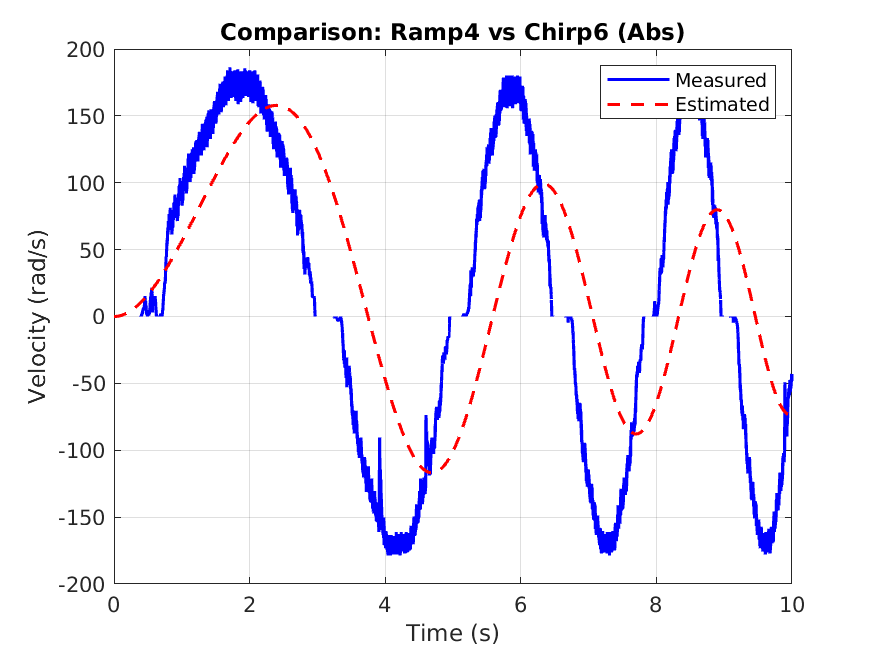 Comparison: Ramp4 vs Chirp6 (Abs)
Measured
Estimated
200
150
100
50
0
-50
-100
-150
-200
Velocity (rad/s)
0 2 4 6 8 10
Time (s)